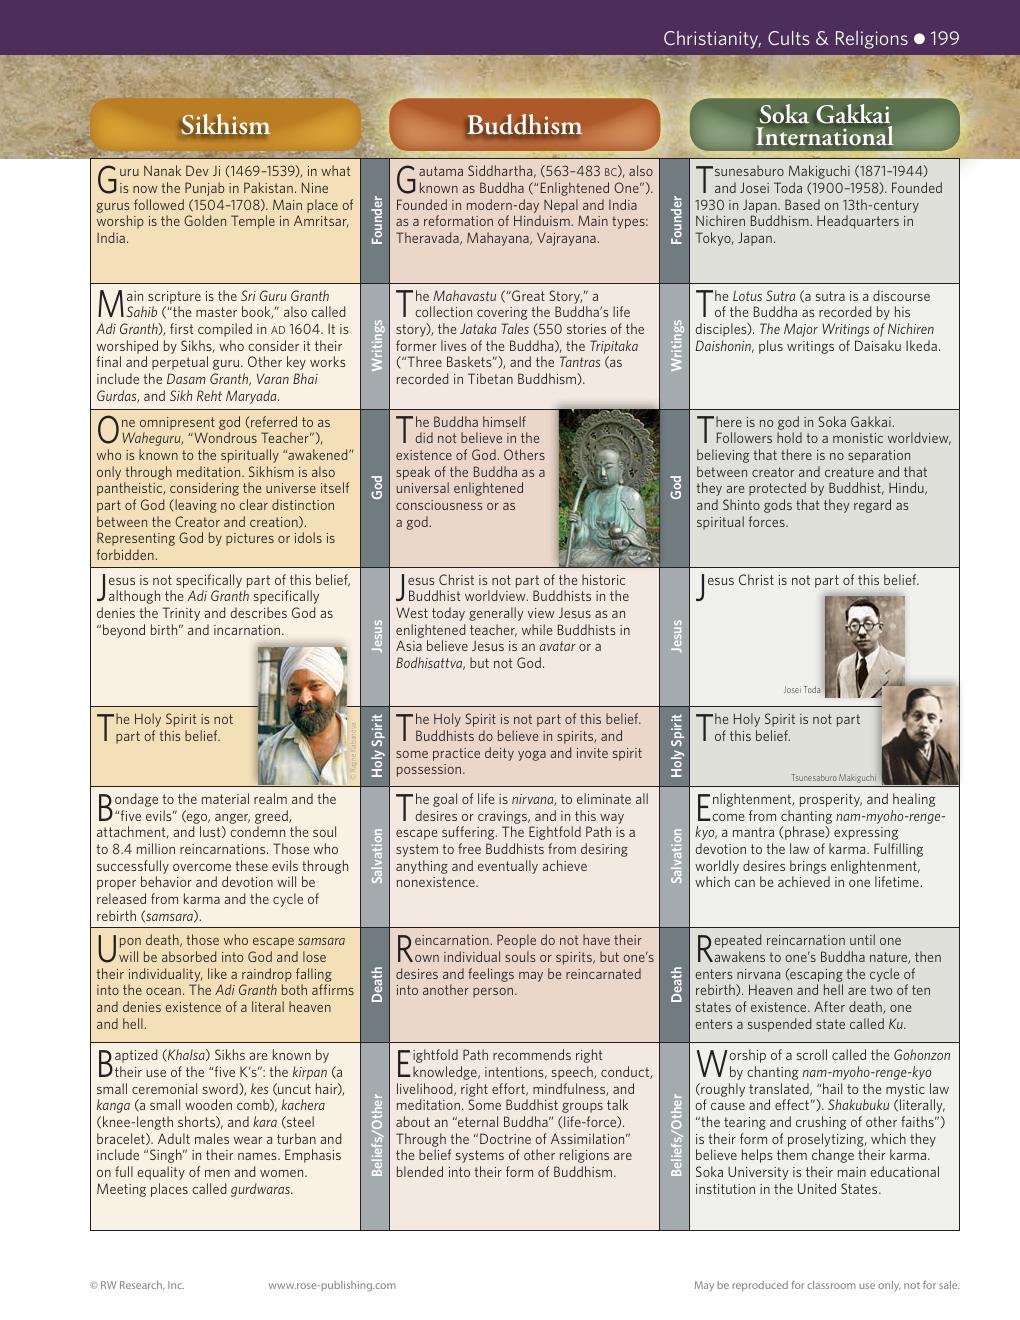 Christianity, Cults & Religions ● 199
Sikhism
Guru Nanak Dev Ji (1469–1539), in what
is now the Punjab in Pakistan. Nine
gurus followed (1504–1708). Main place of
worship is the Golden Temple in Amritsar,
India.
Main scripture is the Sri Guru Granth
Sahib (“the master book,” also called
Adi Granth), first compiled in AD 1604. It is
worshiped by Sikhs, who consider it their
final and perpetual guru. Other key works
include the Dasam Granth, Varan Bhai
Gurdas, and Sikh Reht Maryada.
One omnipresent god (referred to as
Waheguru, “Wondrous Teacher”),
who is known to the spiritually “awakened”
only through meditation. Sikhism is also
pantheistic, considering the universe itself
part of God (leaving no clear distinction
between the Creator and creation).
Representing God by pictures or idols is
forbidden.
Jesus is not specifically part of this belief,
although the Adi Granth specifically
denies the Trinity and describes God as
“beyond birth” and incarnation.
The Holy Spirit is not
part of this belief.
© Regine Kabanova
Bondage to the material realm and the
“five evils” (ego, anger, greed,
attachment, and lust) condemn the soul
to 8.4 million reincarnations. Those who
successfully overcome these evils through
proper behavior and devotion will be
released from karma and the cycle of
rebirth (samsara).
Upon death, those who escape samsara
will be absorbed into God and lose
their individuality, like a raindrop falling
into the ocean. The Adi Granth both affirms
and denies existence of a literal heaven
and hell.
Baptized (Khalsa) Sikhs are known by
their use of the “five K’s”: the kirpan (a
small ceremonial sword), kes (uncut hair),
kanga (a small wooden comb), kachera
(knee-length shorts), and kara (steel
bracelet). Adult males wear a turban and
include “Singh” in their names. Emphasis
on full equality of men and women.
Meeting places called gurdwaras.
Founder
Writings
God
Jesus
Holy Spirit
Salvation
Death
Beliefs/Other
Buddhism
Gautama Siddhartha, (563–483 BC), also
known as Buddha (“Enlightened One”).
Founded in modern-day Nepal and India
as a reformation of Hinduism. Main types:
Theravada, Mahayana, Vajrayana.
The Mahavastu (“Great Story,” a
collection covering the Buddha’s life
story), the Jataka Tales (550 stories of the
former lives of the Buddha), the Tripitaka
(“Three Baskets”), and the Tantras (as
recorded in Tibetan Buddhism).
The Buddha himself
did not believe in the
existence of God. Others
speak of the Buddha as a
universal enlightened
consciousness or as
a god.
Jesus Christ is not part of the historic
Buddhist worldview. Buddhists in the
West today generally view Jesus as an
enlightened teacher, while Buddhists in
Asia believe Jesus is an avatar or a
Bodhisattva, but not God.
The Holy Spirit is not part of this belief.
Buddhists do believe in spirits, and
some practice deity yoga and invite spirit
possession.
The goal of life is nirvana, to eliminate all
desires or cravings, and in this way
escape suffering. The Eightfold Path is a
system to free Buddhists from desiring
anything and eventually achieve
nonexistence.
Reincarnation. People do not have their
own individual souls or spirits, but one’s
desires and feelings may be reincarnated
into another person.
Eightfold Path recommends right
knowledge, intentions, speech, conduct,
livelihood, right effort, mindfulness, and
meditation. Some Buddhist groups talk
about an “eternal Buddha” (life-force).
Through the “Doctrine of Assimilation”
the belief systems of other religions are
blended into their form of Buddhism.
Founder
Writings
God
Jesus
Holy Spirit
Salvation
Death
Beliefs/Other
Soka Gakkai
International
Tsunesaburo Makiguchi (1871–1944)
and Josei Toda (1900–1958). Founded
1930 in Japan. Based on 13th-century
Nichiren Buddhism. Headquarters in
Tokyo, Japan.
The Lotus Sutra (a sutra is a discourse
of the Buddha as recorded by his
disciples). The Major Writings of Nichiren
Daishonin, plus writings of Daisaku Ikeda.
There is no god in Soka Gakkai.
Followers hold to a monistic worldview,
believing that there is no separation
between creator and creature and that
they are protected by Buddhist, Hindu,
and Shinto gods that they regard as
spiritual forces.
Jesus Christ is not part of this belief.
Josei Toda
The Holy Spirit is not part
of this belief.
Tsunesaburo Makiguchi
Enlightenment, prosperity, and healing
come from chanting nam-myoho-renge-
kyo, a mantra (phrase) expressing
devotion to the law of karma. Fulfilling
worldly desires brings enlightenment,
which can be achieved in one lifetime.
Repeated reincarnation until one
awakens to one’s Buddha nature, then
enters nirvana (escaping the cycle of
rebirth). Heaven and hell are two of ten
states of existence. After death, one
enters a suspended state called Ku.
Worship of a scroll called the Gohonzon
by chanting nam-myoho-renge-kyo
(roughly translated, “hail to the mystic law
of cause and effect”). Shakubuku (literally,
“the tearing and crushing of other faiths”)
is their form of proselytizing, which they
believe helps them change their karma.
Soka University is their main educational
institution in the United States.
© RW Research, Inc.
www.rose-publishing.com
May be reproduced for classroom use only, not for sale.